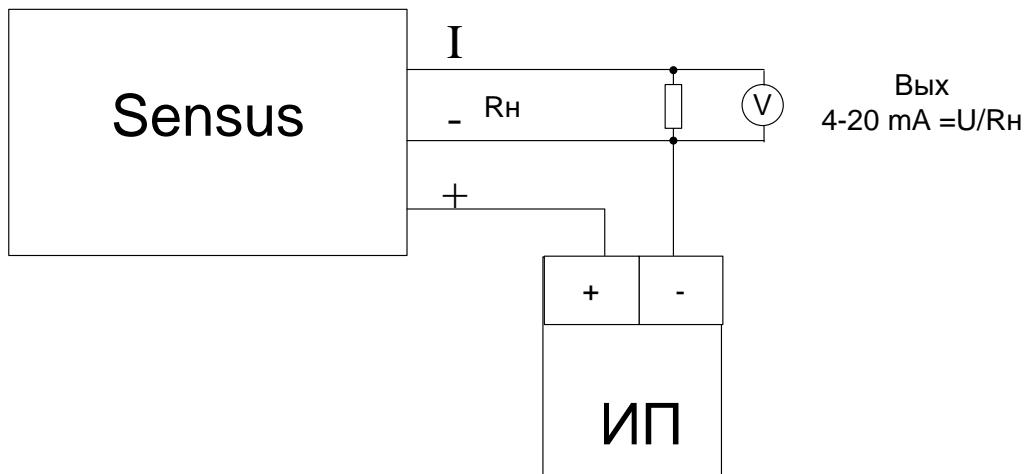 I
Sensus
-
Rн
V
Вых
4-20 mA =U/Rн
+
+ -
ИП